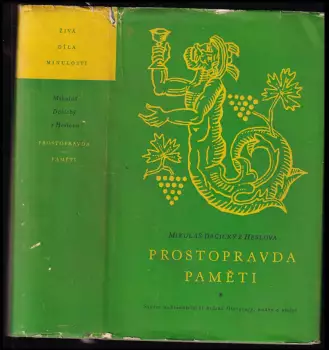 ŽIVÁ
DÍLA
MINULOSTI
Mikuláš
Dačický
z Heslova
PROSTOPRAVDA
PAMĚTI
MIKULÁŠ DAČICKÝ Z HESLOVA
PROSTOPRAVDA
PAMĚTI